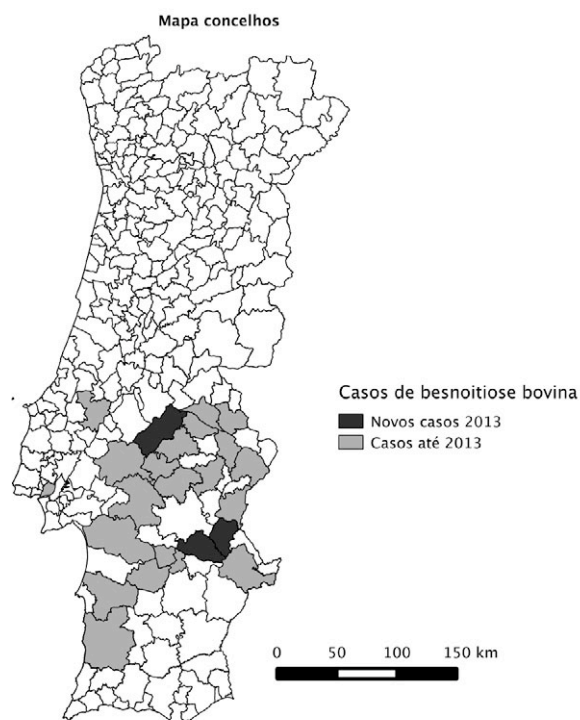 Mapa concelhos
Casos de besnoitiose bovina
Novos casos 2013
Casos até 2013
0 50 100 150 km